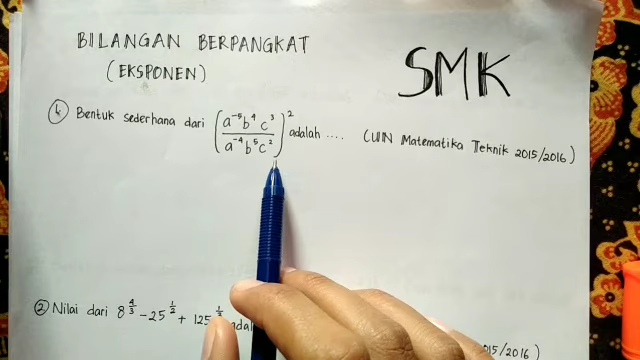 BILANGAN BERPANGKAT
(EKSPONEN)
SMK
① Bentuk sederhana dari (a⁻⁵b⁴c³ / a⁻⁴b⁵c²)² adalah .... (UN Matematika Teknik 2015/2016)
② Nilai dari 8^(4/3) - 25^(1/2) + 125
015/2016)